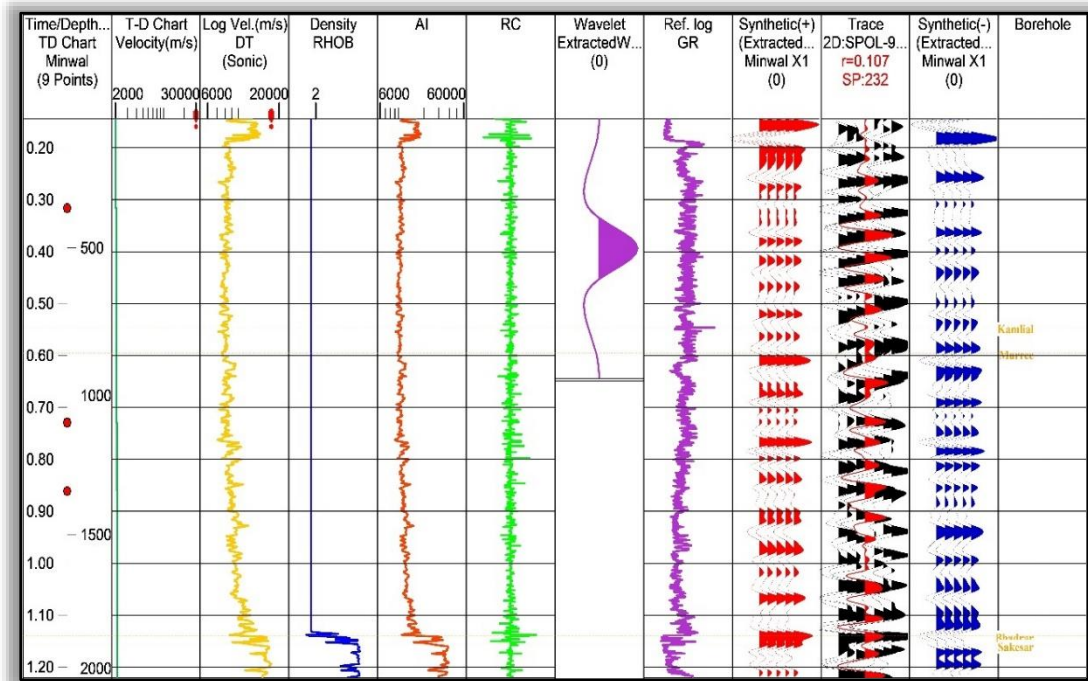 Time/Depth...
TD Chart
Minwal
(9 Points)
T-D Chart
Velocity(m/s)
2000 30000
Log Vel.(m/s)
DT
(Sonic)
6000 20000
Density
RHOB
2
AI
6000 60000
RC
Wavelet
ExtractedW...
(0)
Ref. log
GR
Synthetic(+)
(Extracted...
Minwal X1
(0)
Trace
2D:SPOL-9...
r=0.107
SP:232
Synthetic(-)
(Extracted...
Minwal X1
(0)
Borehole
0.20
0.30
0.40
500
0.50
0.60
0.70
1000
0.80
0.90
1.00
1500
1.10
1.20
2000
Kamlial
Murree
Sakesar